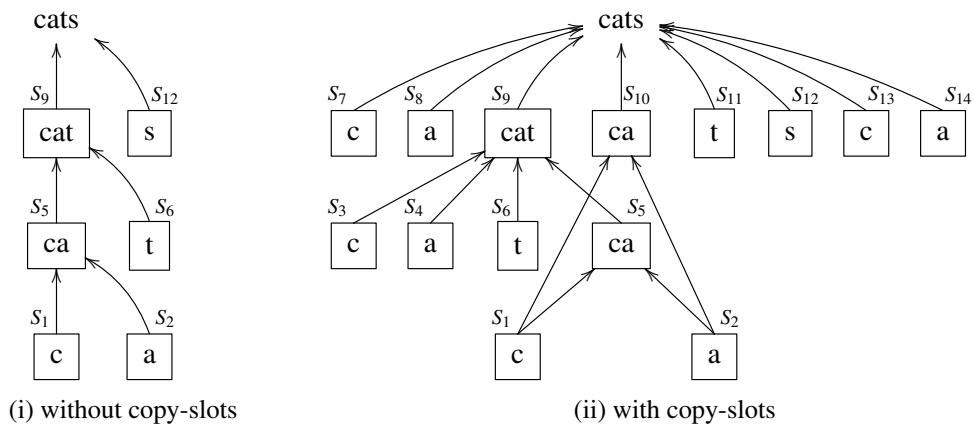 cats cats
S9 S12 S7 S8 S9 S10 S11 S12 S13 S14
cat s c a cat ca t s c a
S5 S6 S3 S4 S6 S5
ca t c a t ca
S1 S2 S1 S2
c a c a
(i) without copy-slots (ii) with copy-slots